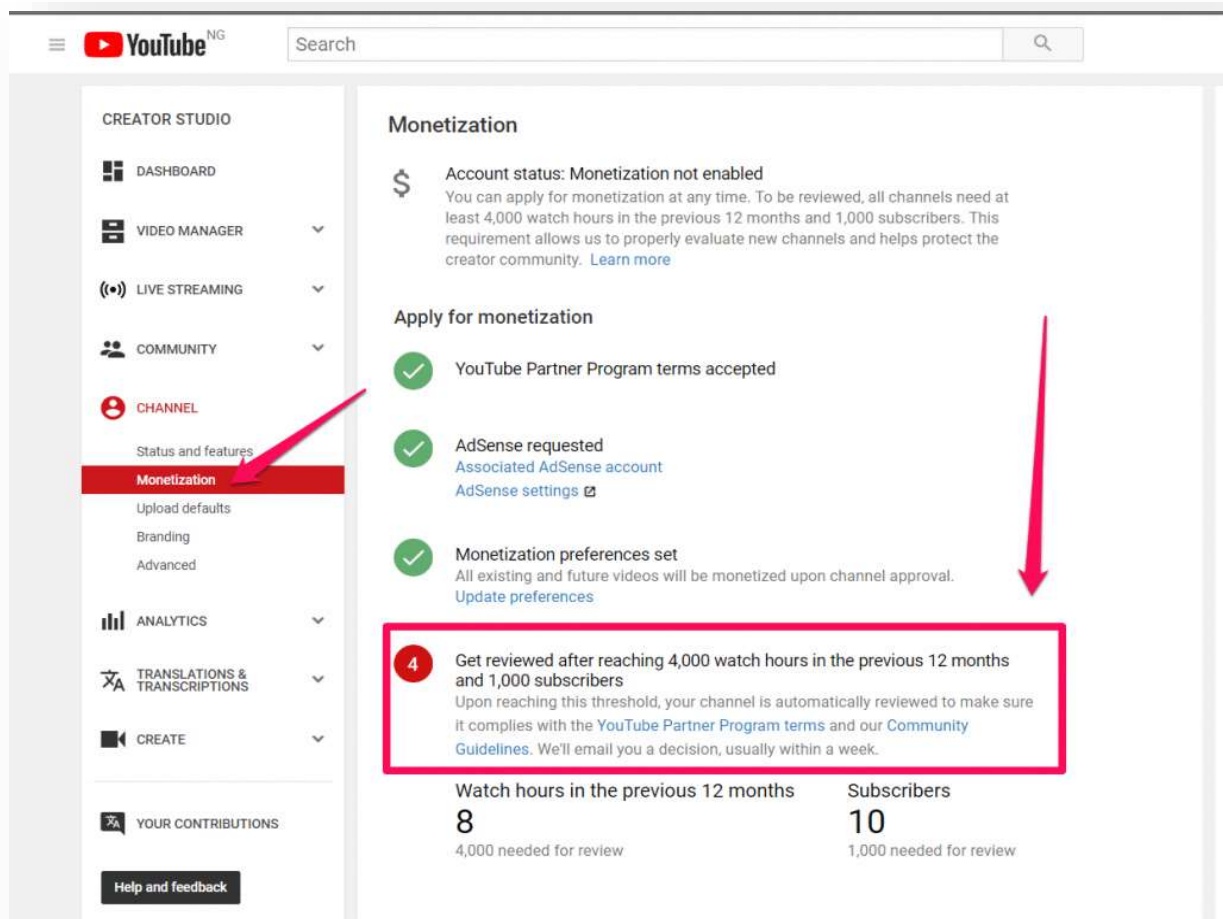 YouTube NG
Search
CREATOR STUDIO
DASHBOARD
VIDEO MANAGER
LIVE STREAMING
COMMUNITY
CHANNEL
Status and features
Monetization
Upload defaults
Branding
Advanced
ANALYTICS
TRANSLATIONS &
TRANSCRIPTIONS
CREATE
YOUR CONTRIBUTIONS
Help and feedback
Monetization
Account status: Monetization not enabled
You can apply for monetization at any time. To be reviewed, all channels need at
least 4,000 watch hours in the previous 12 months and 1,000 subscribers. This
requirement allows us to properly evaluate new channels and helps protect the
creator community. Learn more
Apply for monetization
YouTube Partner Program terms accepted
AdSense requested
Associated AdSense account
AdSense settings
Monetization preferences set
All existing and future videos will be monetized upon channel approval.
Update preferences
4
Get reviewed after reaching 4,000 watch hours in the previous 12 months
and 1,000 subscribers
Upon reaching this threshold, your channel is automatically reviewed to make sure
it complies with the YouTube Partner Program terms and our Community
Guidelines. We'll email you a decision, usually within a week.
Watch hours in the previous 12 months
8
4,000 needed for review
Subscribers
10
1,000 needed for review